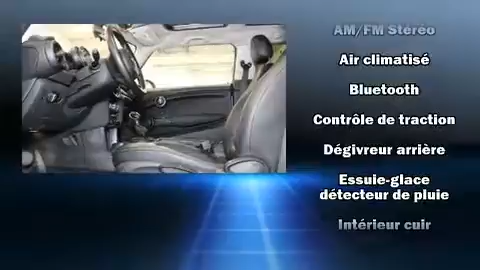 AM/FM Stéréo
Air climatisé
Bluetooth
Contrôle de traction
Dégivreur arrière
Essuie-glace
détecteur de pluie
Intérieur cuir